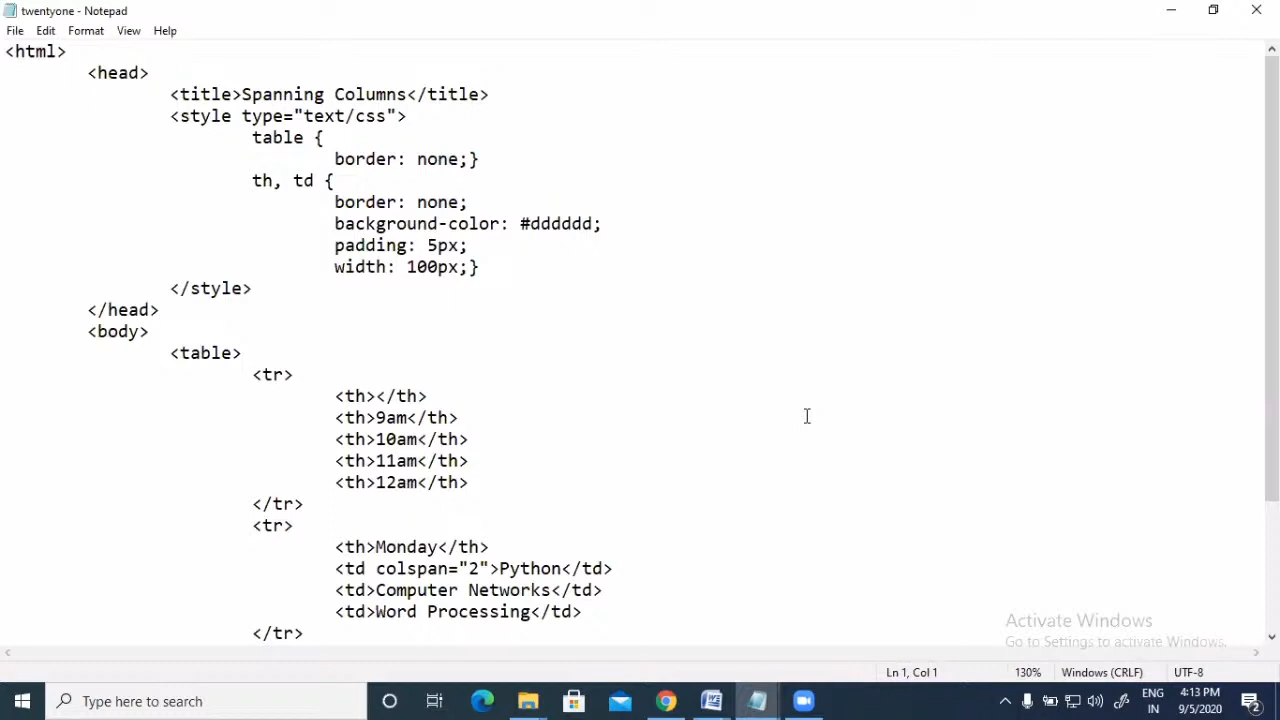 twentyone - Notepad
File Edit Format View Help
<html>
<head>
<title>Spanning Columns</title>
<style type="text/css">
table {
border: none;}
th, td {
border: none;
background-color: #dddddd;
padding: 5px;
width: 100px;}
</style>
</head>
<body>
<table>
<tr>
<th></th>
<th>9am</th>
<th>10am</th>
<th>11am</th>
<th>12am</th>
</tr>
<tr>
<th>Monday</th>
<td colspan="2">Python</td>
<td>Computer Networks</td>
<td>Word Processing</td>
</tr>
Activate Windows
Go to Settings to activate Windows.
Ln 1, Col 1 130% Windows (CRLF) UTF-8
Type here to search
ENG
IN
4:13 PM
9/5/2020
2